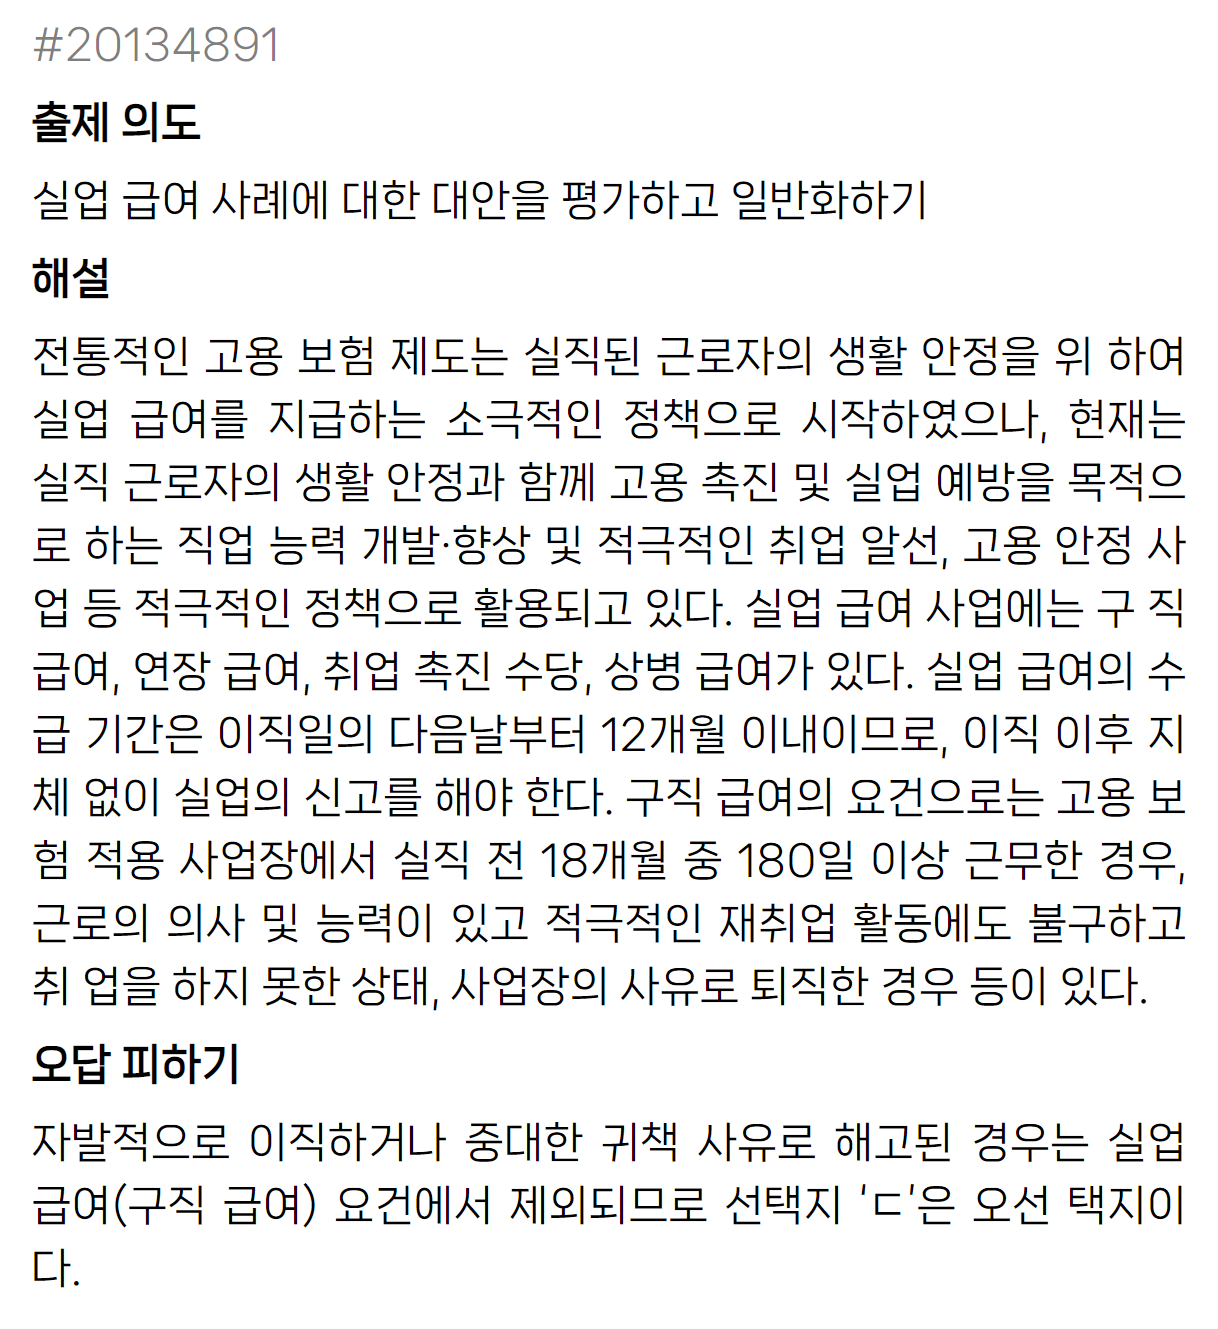 #20134891
출제 의도
실업 급여 사례에 대한 대안을 평가하고 일반화하기
해설
전통적인 고용 보험 제도는 실직된 근로자의 생활 안정을 위 하여
실업 급여를 지급하는 소극적인 정책으로 시작하였으나, 현재는
실직 근로자의 생활 안정과 함께 고용 촉진 및 실업 예방을 목적으
로 하는 직업 능력 개발·향상 및 적극적인 취업 알선, 고용 안정 사
업 등 적극적인 정책으로 활용되고 있다. 실업 급여 사업에는 구 직
급여, 연장 급여, 취업 촉진 수당, 상병 급여가 있다. 실업 급여의 수
급 기간은 이직일의 다음날부터 12개월 이내이므로, 이직 이후 지
체 없이 실업의 신고를 해야 한다. 구직 급여의 요건으로는 고용 보
험 적용 사업장에서 실직 전 18개월 중 180일 이상 근무한 경우,
근로의 의사 및 능력이 있고 적극적인 재취업 활동에도 불구하고
취 업을 하지 못한 상태, 사업장의 사유로 퇴직한 경우 등이 있다.
오답 피하기
자발적으로 이직하거나 중대한 귀책 사유로 해고된 경우는 실업
급여(구직 급여) 요건에서 제외되므로 선택지 'ㄷ'은 오선 택지이
다.